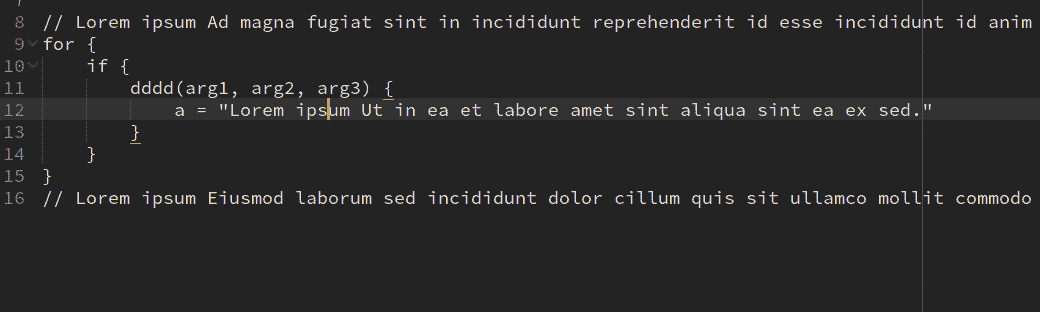 8 // Lorem ipsum Ad magna fugiat sint in incididunt reprehenderit id esse incididunt id anim
9 for {
10     if {
11         dddd(arg1, arg2, arg3) {
12             a = "Lorem ipsum Ut in ea et labore amet sint aliqua sint ea ex sed."
13         }
14     }
15 }
16 // Lorem ipsum Eiusmod laborum sed incididunt dolor cillum quis sit ullamco mollit commodo